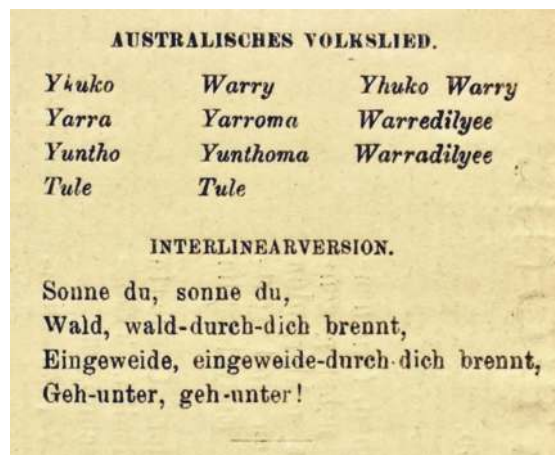 AUSTRALISCHES VOLKSLIED.
Yhuko Warry Yhuko Warry
Yarra Yarroma Warredilyee
Yuntho Yunthoma Warradilyee
Tule Tule
INTERLINEARVERSION.
Sonne du, sonne du,
Wald, wald-durch-dich brennt,
Eingeweide, eingeweide-durch-dich brennt,
Geh-unter, geh-unter!